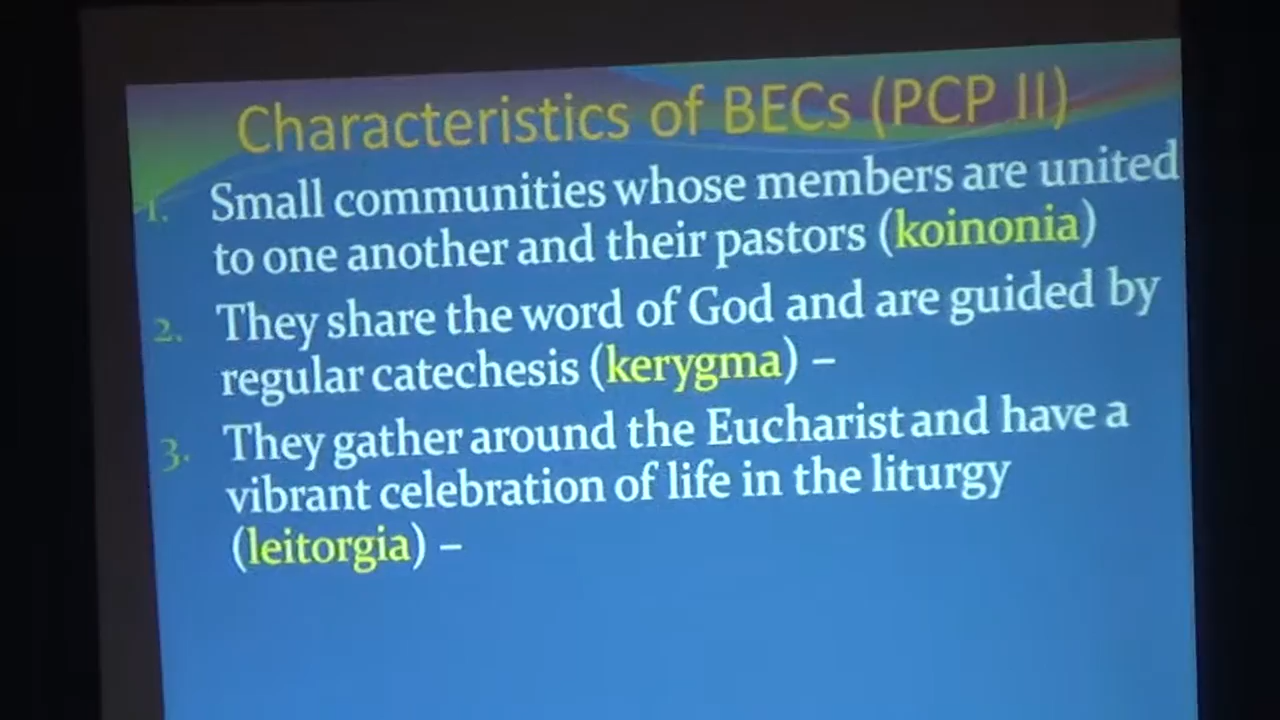 Characteristics of BECs (PCP II)
1. Small communities whose members are united
to one another and their pastors (koinonia)
2. They share the word of God and are guided by
regular catechesis (kerygma) –
3. They gather around the Eucharist and have a
vibrant celebration of life in the liturgy
(leitorgia) –